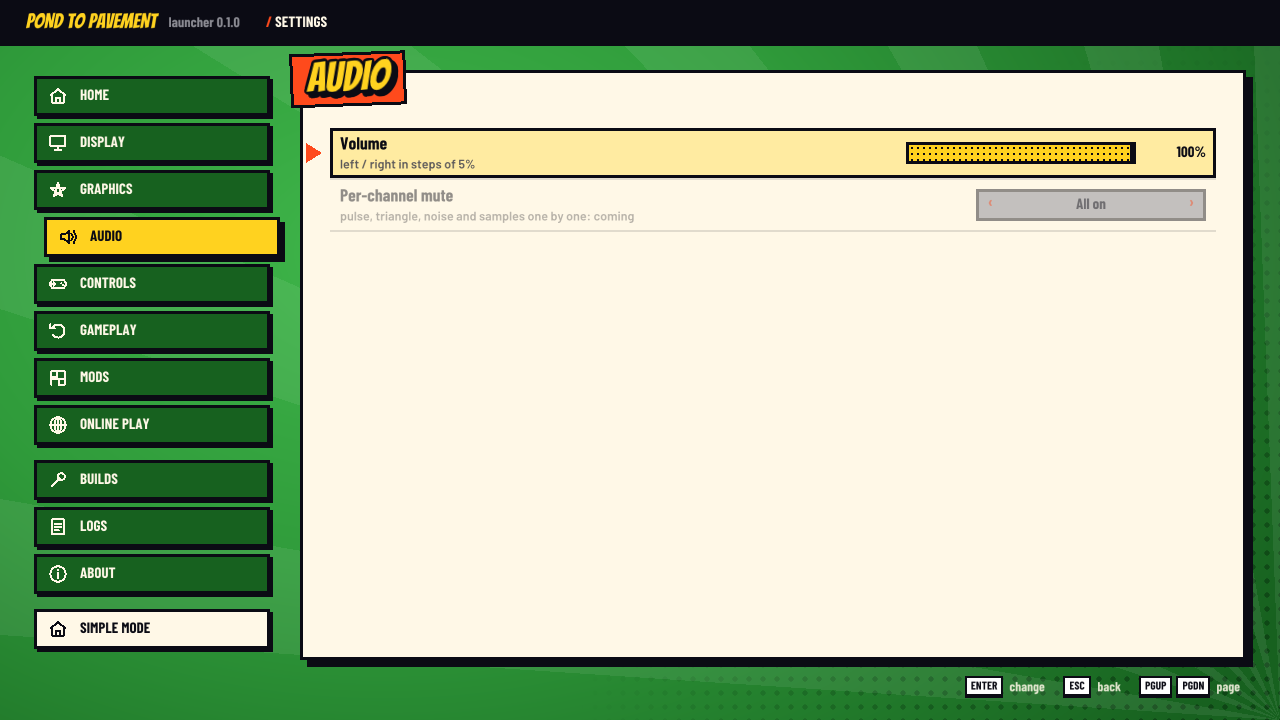 POND TO PAVEMENT launcher 0.1.0 / SETTINGS
AUDIO
HOME
DISPLAY
GRAPHICS
AUDIO
CONTROLS
GAMEPLAY
MODS
ONLINE PLAY
BUILDS
LOGS
ABOUT
SIMPLE MODE
Volume
left / right in steps of 5%
100%
Per-channel mute
pulse, triangle, noise and samples one by one: coming
‹ All on ›
ENTER change ESC back PGUP PGDN page